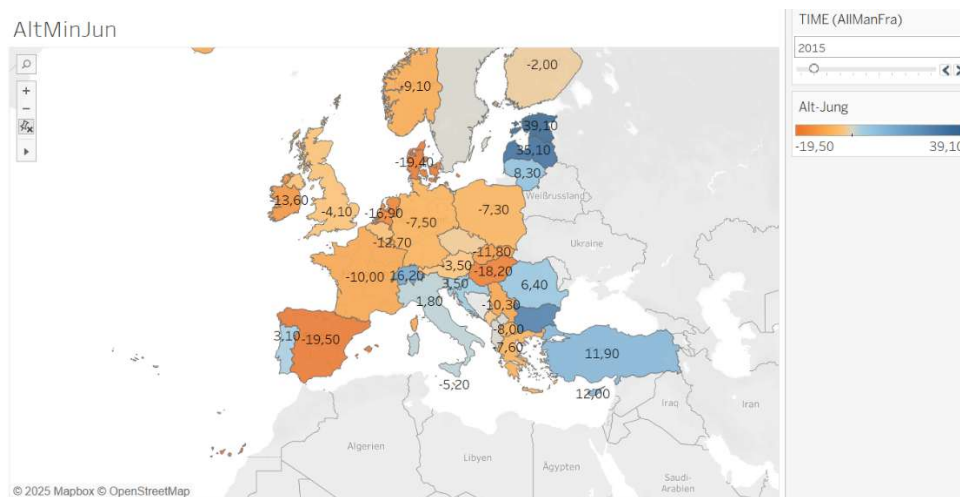 AltMinJun
TIME (AllManFra)
2015
Alt-Jung
-19,50
39,10
-2,00
-9,10
39,10
35,10
-19,40
8,30
Weißrussland
-13,60
-4,10
-16,90
-7,50
-7,30
-12,70
Ukraine
-11,80
-3,50
-18,20
-10,00
16,20
3,50
6,40
1,80
-10,30
3,10
-19,50
-8,00
-7,60
11,90
-5,20
12,00
Irak
Iran
Algerien
Libyen
Ägypten
Saudi-
Arabien
© 2025 Mapbox © OpenStreetMap